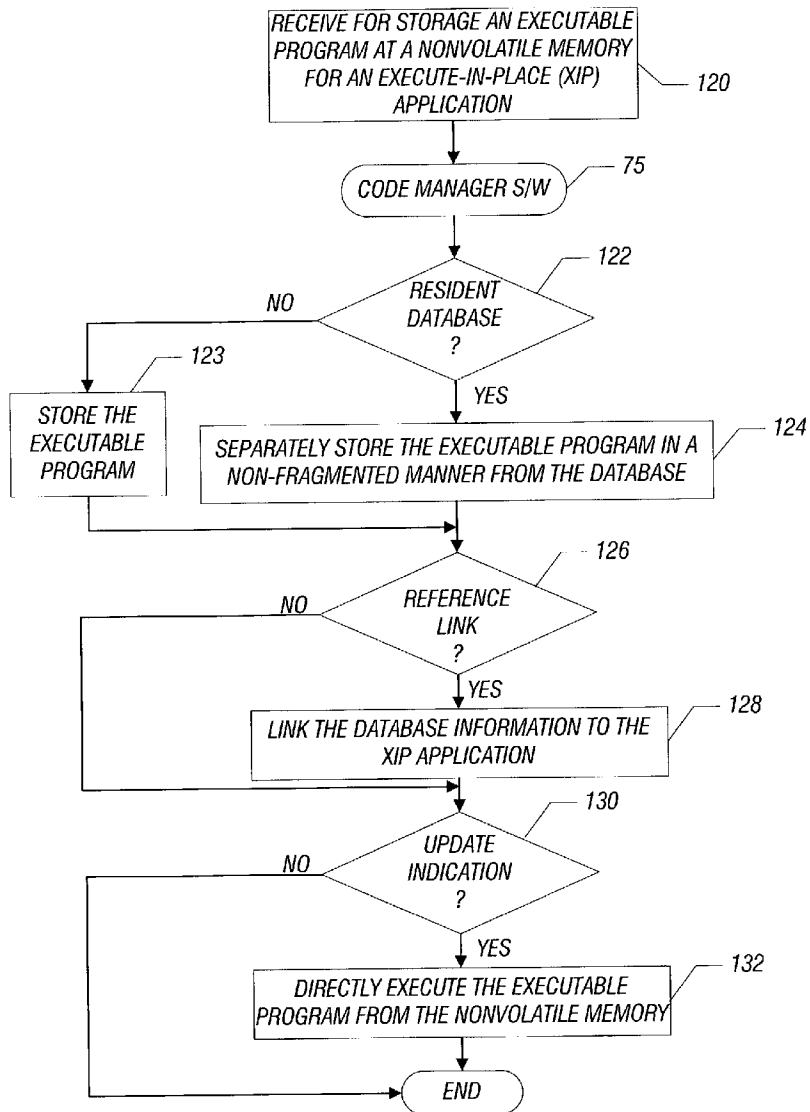 RECEIVE FOR STORAGE AN EXECUTABLE
PROGRAM AT A NONVOLATILE MEMORY
FOR AN EXECUTE-IN-PLACE (XIP)
APPLICATION
120
CODE MANAGER S/W
75
122
RESIDENT
DATABASE
?
NO
YES
123
STORE THE
EXECUTABLE
PROGRAM
124
SEPARATELY STORE THE EXECUTABLE PROGRAM IN A
NON-FRAGMENTED MANNER FROM THE DATABASE
126
REFERENCE
LINK
?
NO
YES
128
LINK THE DATABASE INFORMATION TO THE
XIP APPLICATION
130
UPDATE
INDICATION
?
NO
YES
132
DIRECTLY EXECUTE THE EXECUTABLE
PROGRAM FROM THE NONVOLATILE MEMORY
END